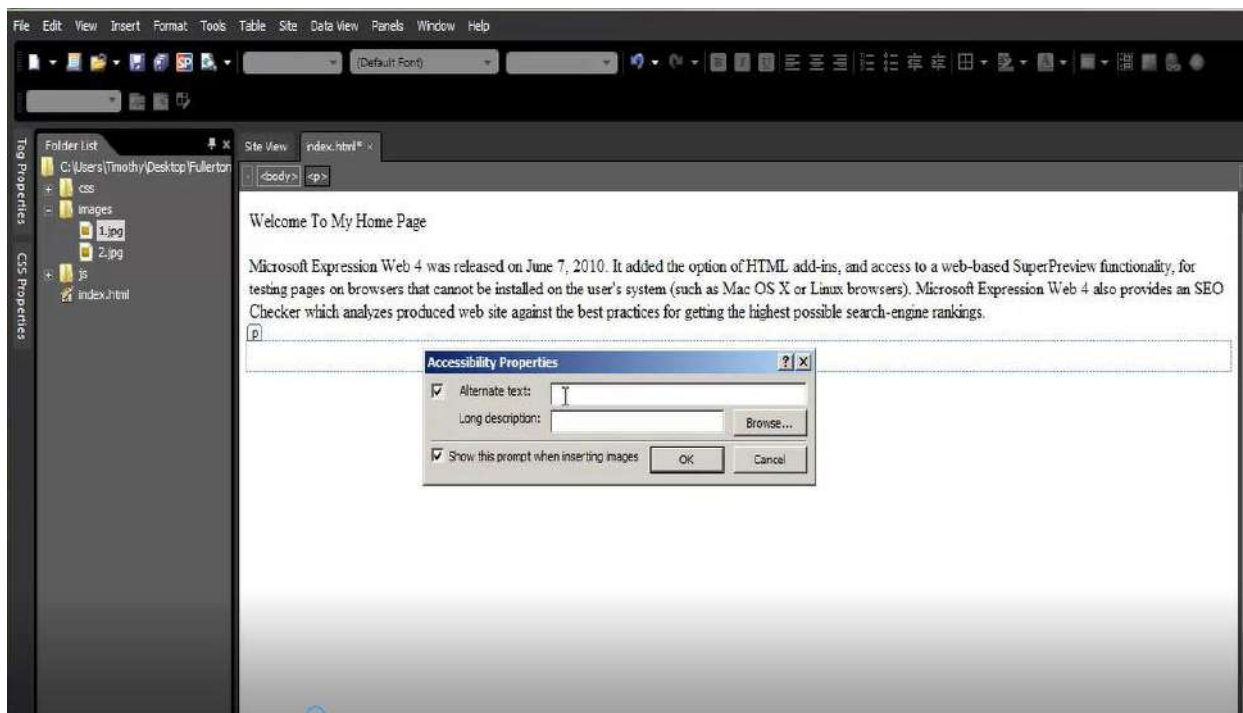 File Edit View Insert Format Tools Table Site Data View Panels Window Help
SP (Default Font) B I U A
Tag Properties
CSS Properties
Folder List
C:\Users\Timothy\Desktop\Fullerton
css
images
1.jpg
2.jpg
js
index.html
Site View ndex.html* ×
<body> <p>
Welcome To My Home Page
Microsoft Expression Web 4 was released on June 7, 2010. It added the option of HTML add-ins, and access to a web-based SuperPreview functionality, for
testing pages on browsers that cannot be installed on the user's system (such as Mac OS X or Linux browsers). Microsoft Expression Web 4 also provides an SEO
Checker which analyzes produced web site against the best practices for getting the highest possible search-engine rankings.
p
Accessibility Properties ? X
Alternate text:
Long description: Browse...
Show this prompt when inserting images OK Cancel